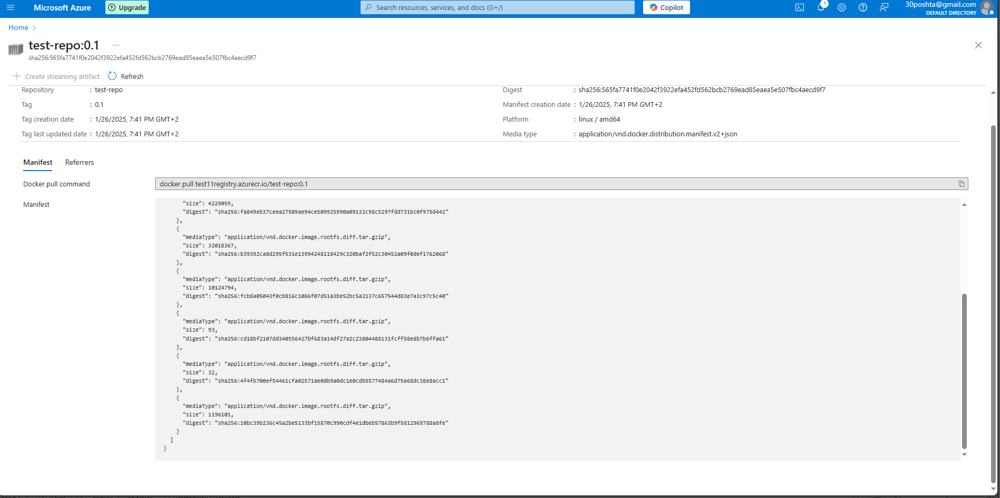 Microsoft Azure
Upgrade
Search resources, services, and docs (G+/)
Copilot
1
30poshta@gmail.com
DEFAULT DIRECTORY
Home
test-repo:0.1
...
sha256:565fa7741f0e2042f3922efa452fd562bcb2769ead85eaea5e507fbc4aecd9f7
Create streaming artifact
Refresh
Repository : test-repo
Digest : sha256:565fa7741f0e2042f3922efa452fd562bcb2769ead85eaea5e507fbc4aecd9f7
Tag : 0.1
Manifest creation date : 1/26/2025, 7:41 PM GMT+2
Tag creation date : 1/26/2025, 7:41 PM GMT+2
Platform : linux / amd64
Tag last updated date : 1/26/2025, 7:41 PM GMT+2
Media type : application/vnd.docker.distribution.manifest.v2+json
Manifest
Referrers
Docker pull command
docker pull test11registry.azurecr.io/test-repo:0.1
Manifest
"size": 4229059,
"digest": "sha256:fa849eb37ceea27509ae94ce509925990a09132c98c5297fdd731bc0f975d442"
},
{
"mediaType": "application/vnd.docker.image.rootfs.diff.tar.gzip",
"size": 32018367,
"digest": "sha256:b39392ca8d295f531e13994248118429c320baf2f52c30452a09f0def1762068"
},
{
"mediaType": "application/vnd.docker.image.rootfs.diff.tar.gzip",
"size": 10124794,
"digest": "sha256:fcb8a05043f0cb816c1086f07d51a3be52bc5a2137c657544d83e7a3c97c5c40"
},
{
"mediaType": "application/vnd.docker.image.rootfs.diff.tar.gzip",
"size": 93,
"digest": "sha256:cd18bf2107dd340556427bf683a14df27a2c23804488131fcff58e8b7b6ffa61"
},
{
"mediaType": "application/vnd.docker.image.rootfs.diff.tar.gzip",
"size": 32,
"digest": "sha256:4f4fb700ef54461cfa02571ae0db9a0dc1e0cdb5577484a6d75e68dc38e8acc1"
},
{
"mediaType": "application/vnd.docker.image.rootfs.diff.tar.gzip",
"size": 1196101,
"digest": "sha256:10bc39b236c45a2be5133bf15870c990cdf4e1dbeb57863b9f5812969788a8fe"
}
]
}